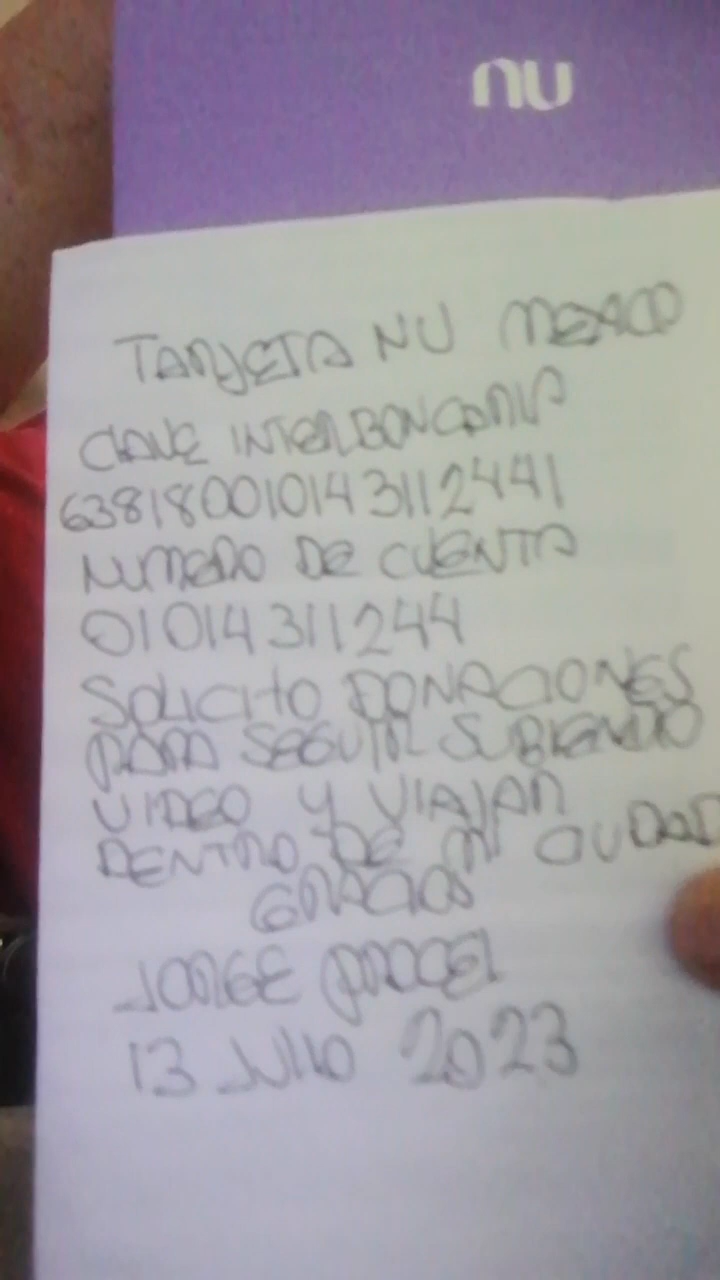 nu
TARJETA NU MEXICO
CLAVE INTERBANCARIA
638180010143112441
NUMERO DE CUENTA
01014311244
SOLICITO DONACIONES
PARA SEGUIR SUBIENDO
VIDEO Y VIAJAR
DENTRO DE MI CIUDAD
GRACIAS
JORGE
13 JULIO 2023